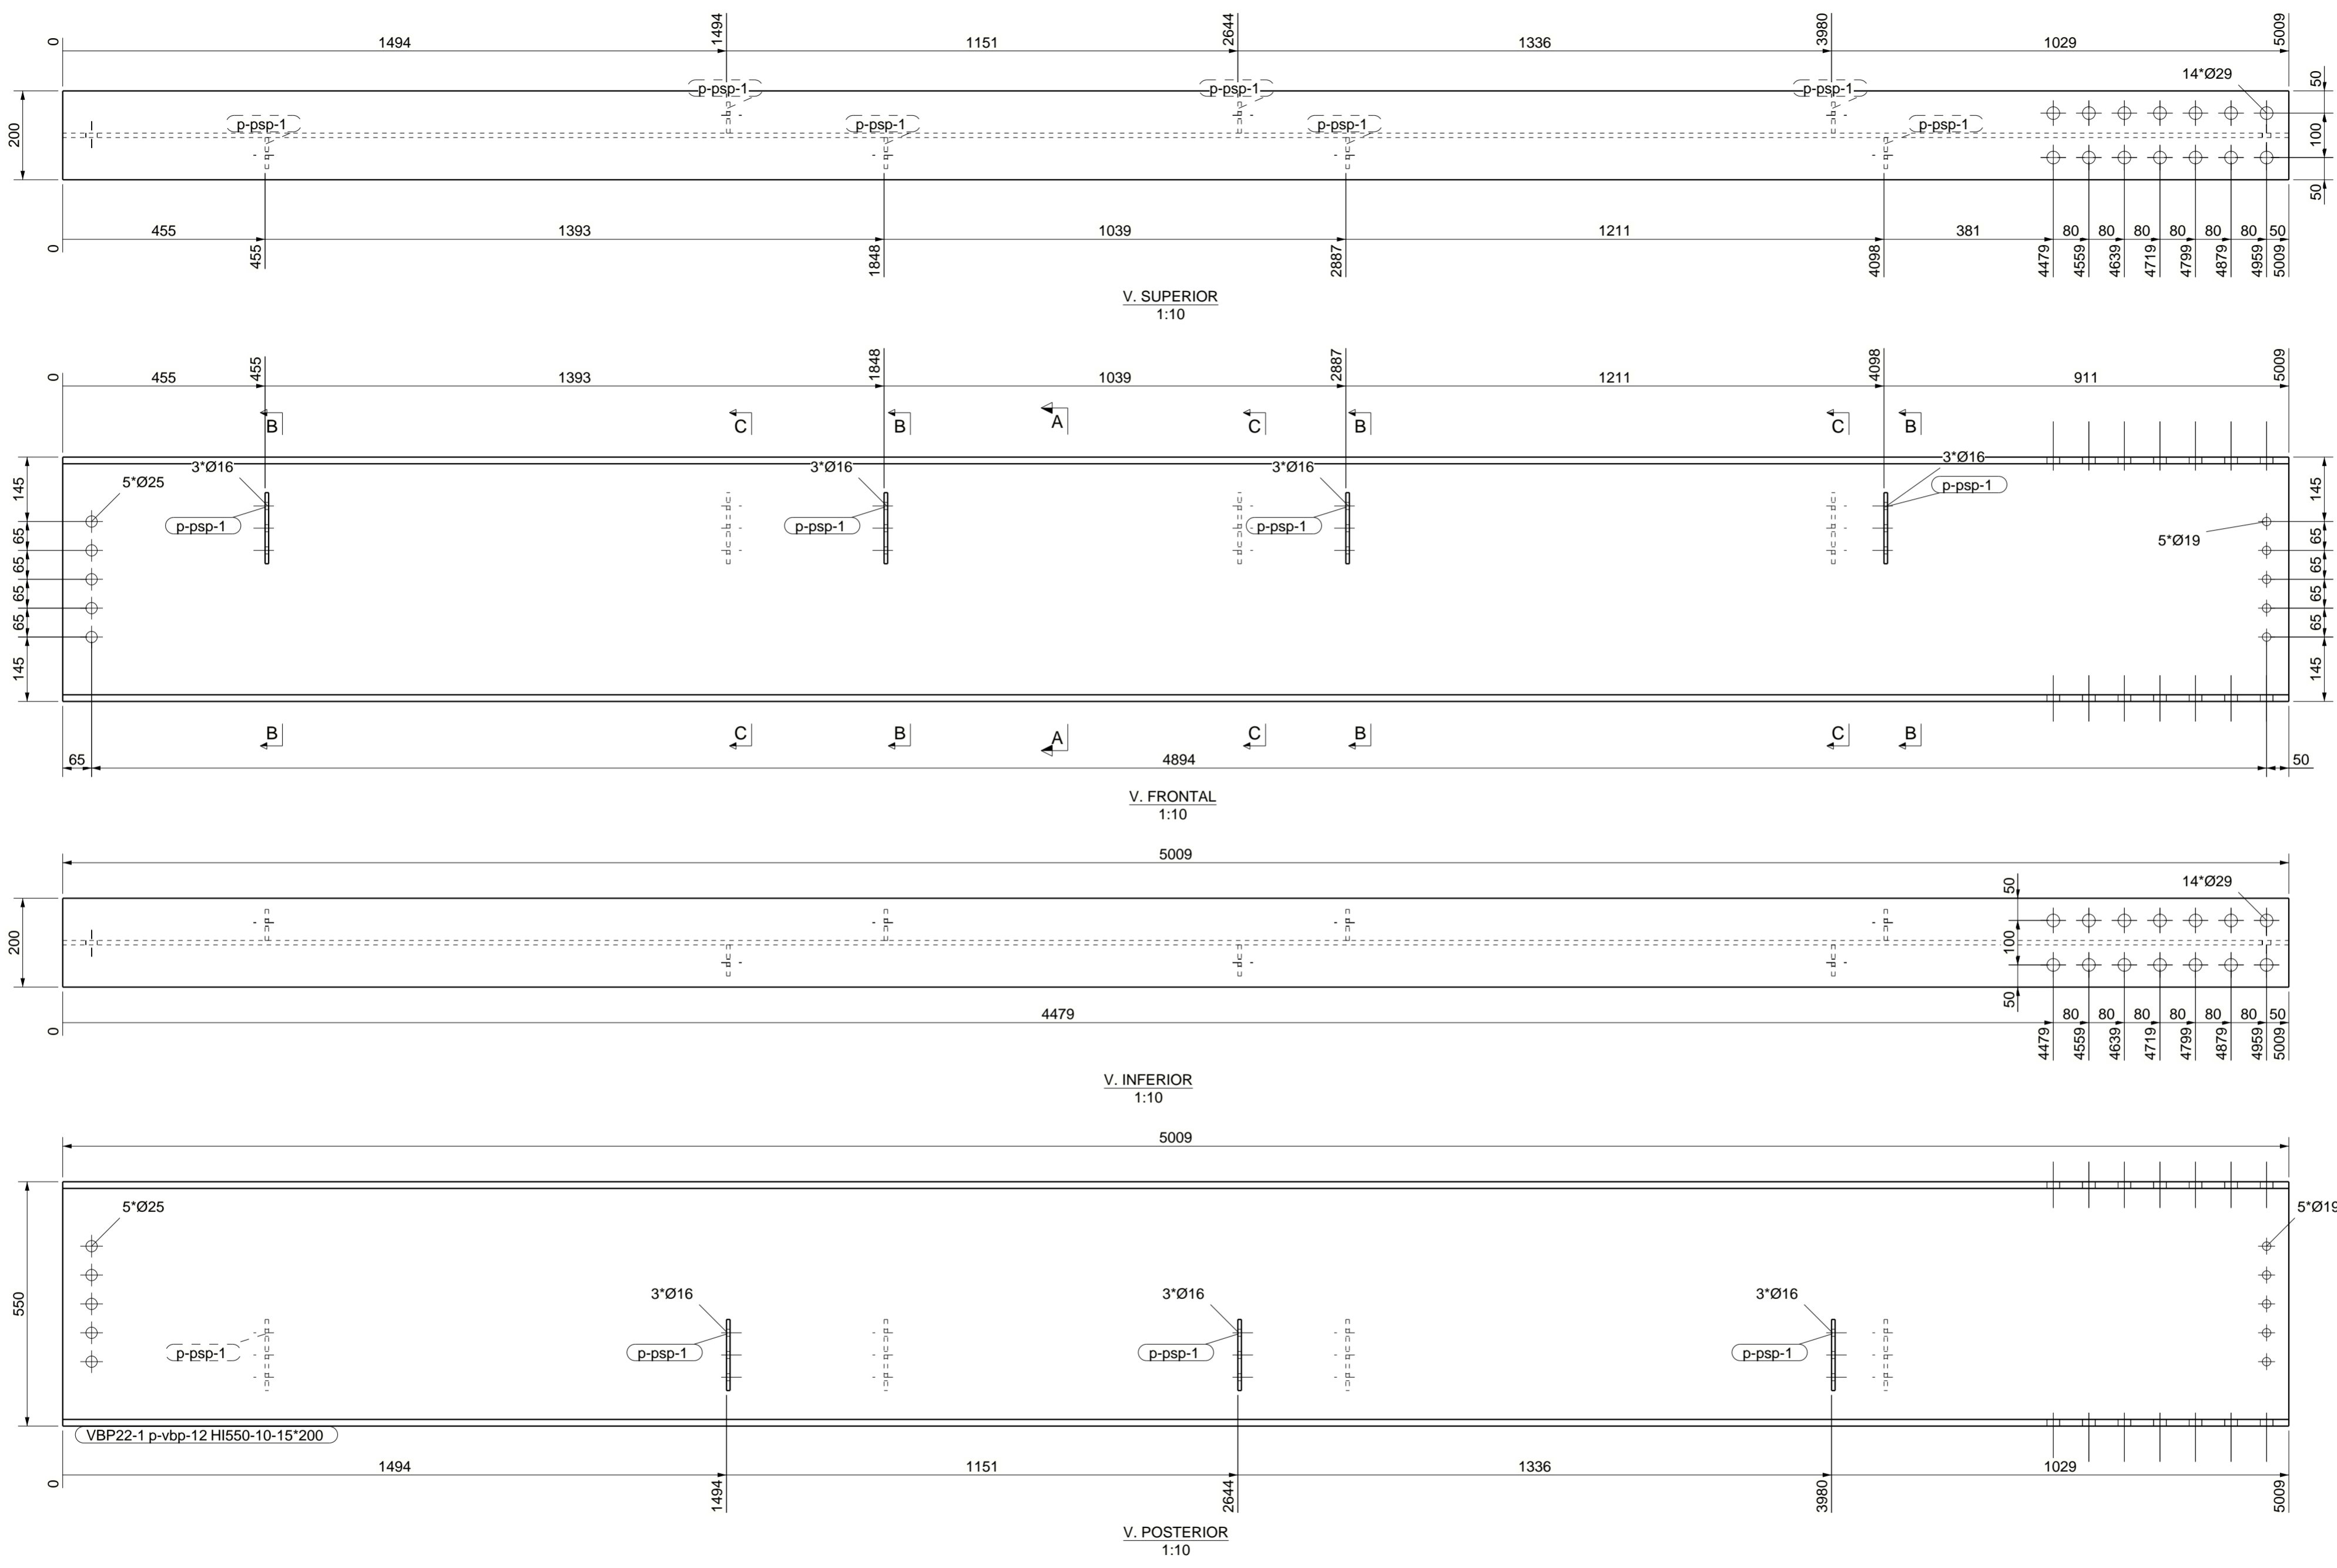 0
1494
1494
1151
2644
1336
3980
1029
5009
p-psp-1
p-psp-1
p-psp-1
14*Ø29
50
200
p-psp-1
p-psp-1
p-psp-1
p-psp-1
100
50
0
455
455
1393
1848
1039
2887
1211
4098
381
4479
80
4559
80
4639
80
4719
80
4799
80
4879
80
4959
50
5009
V. SUPERIOR
1:10
0
455
455
1393
1848
1039
2887
1211
4098
911
5009
B
C
B
A
C
B
C
B
3*Ø16
3*Ø16
3*Ø16
3*Ø16
145
5*Ø25
p-psp-1
145
p-psp-1
p-psp-1
p-psp-1
5*Ø19
65
65
65
65
145
65
65
65
65
145
B
C
B
A
C
B
C
B
65
4894
50
V. FRONTAL
1:10
5009
50
14*Ø29
200
100
50
0
4479
4479
80
4559
80
4639
80
4719
80
4799
80
4879
80
4959
50
5009
V. INFERIOR
1:10
5009
5*Ø25
5*Ø19
550
3*Ø16
3*Ø16
3*Ø16
p-psp-1
p-psp-1
p-psp-1
p-psp-1
VBP22-1 p-vbp-12 HI550-10-15*200
0
1494
1494
1151
2644
1336
3980
1029
5009
V. POSTERIOR
1:10